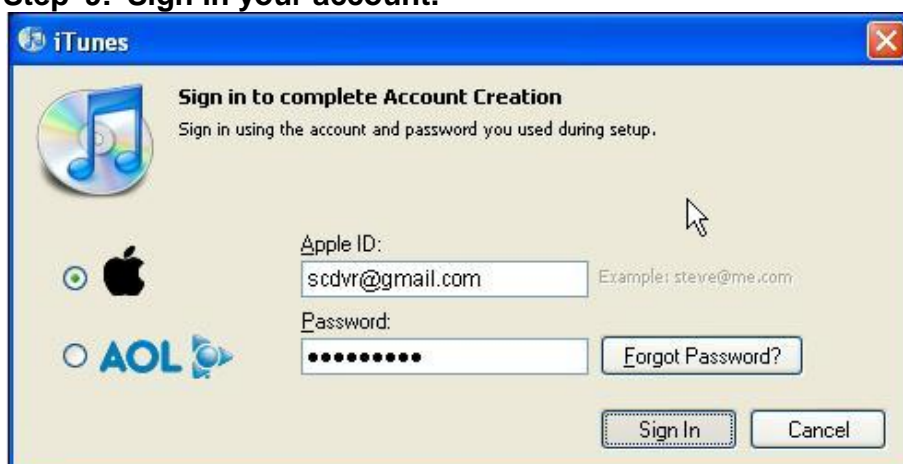 Sign in your account.
iTunes
Sign in to complete Account Creation
Sign in using the account and password you used during setup.
Apple ID:
scdvr@gmail.com Example: steve@me.com
Password:
●●●●●●●●● Forgot Password?
AOL
Sign In Cancel